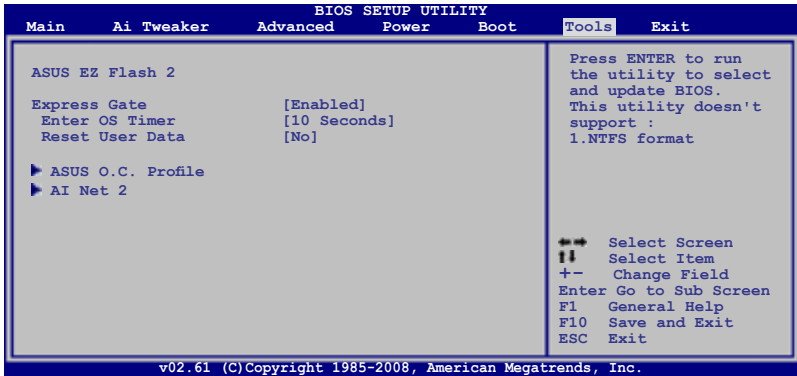 BIOS SETUP UTILITY
Main Ai Tweaker Advanced Power Boot Tools Exit
ASUS EZ Flash 2
Express Gate [Enabled]
Enter OS Timer [10 Seconds]
Reset User Data [No]
ASUS O.C. Profile
AI Net 2
Press ENTER to run
the utility to select
and update BIOS.
This utility doesn't
support :
1.NTFS format
Select Screen
Select Item
+- Change Field
Enter Go to Sub Screen
F1 General Help
F10 Save and Exit
ESC Exit
v02.61 (C)Copyright 1985-2008, American Megatrends, Inc.